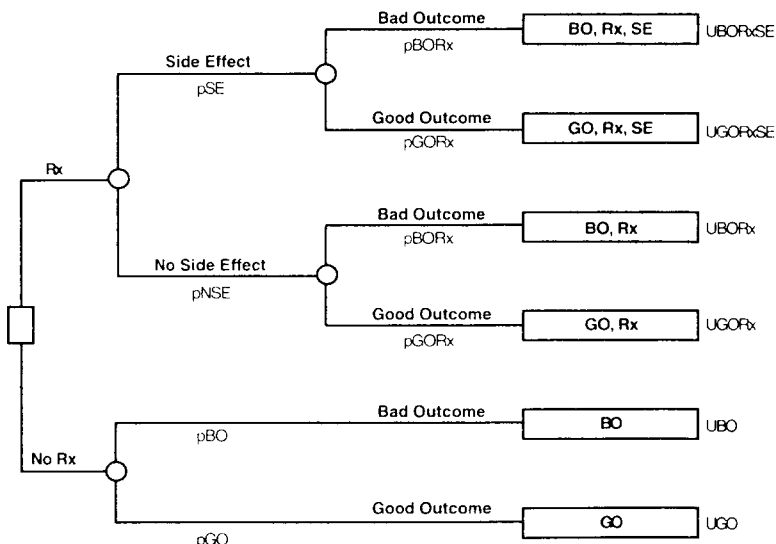 Bad Outcome
pBORx
BO, Rx, SE
UBORxSE
Side Effect
pSE
Good Outcome
pGORx
GO, Rx, SE
UGORxSE
Rx
Bad Outcome
pBORx
BO, Rx
UBORx
No Side Effect
pNSE
Good Outcome
pGORx
GO, Rx
UGORx
Bad Outcome
pBO
BO
UBO
No Rx
Good Outcome
pGO
GO
UGO